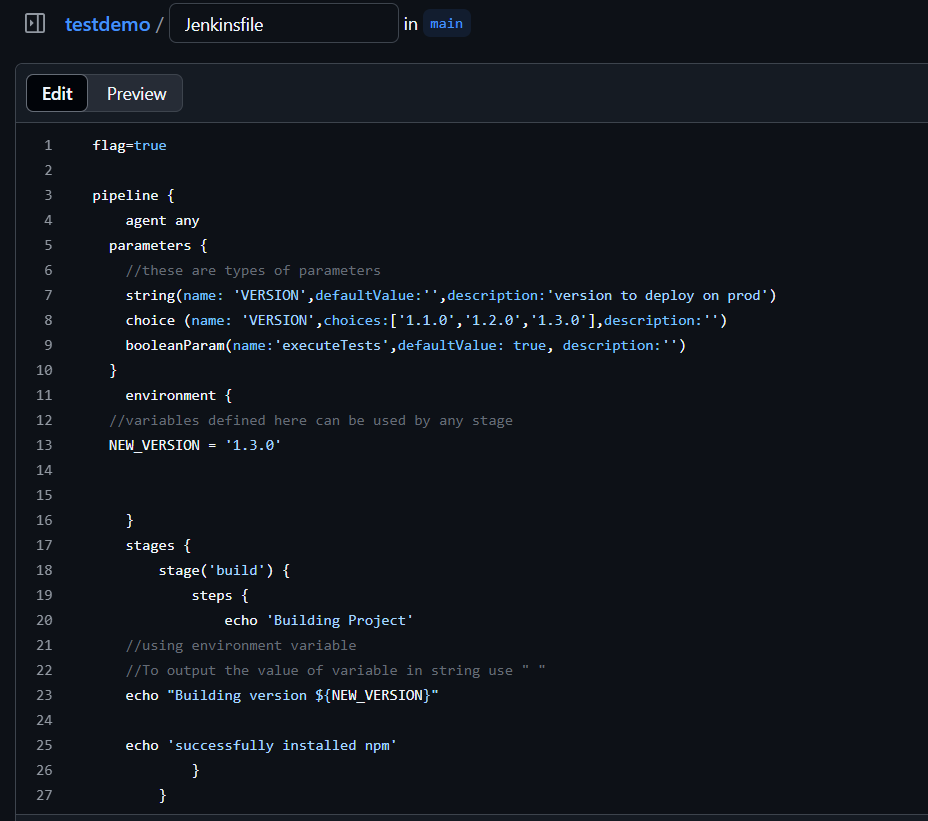 testdemo / Jenkinsfile in main
Edit Preview
1 flag=true
2
3 pipeline {
4 agent any
5 parameters {
6 //these are types of parameters
7 string(name: 'VERSION',defaultValue:'',description:'version to deploy on prod')
8 choice (name: 'VERSION',choices:['1.1.0','1.2.0','1.3.0'],description:'')
9 booleanParam(name:'executeTests',defaultValue: true, description:'')
10 }
11 environment {
12 //variables defined here can be used by any stage
13 NEW_VERSION = '1.3.0'
14
15
16 }
17 stages {
18 stage('build') {
19 steps {
20 echo 'Building Project'
21 //using environment variable
22 //To output the value of variable in string use " "
23 echo "Building version ${NEW_VERSION}"
24
25 echo 'successfully installed npm'
26 }
27 }